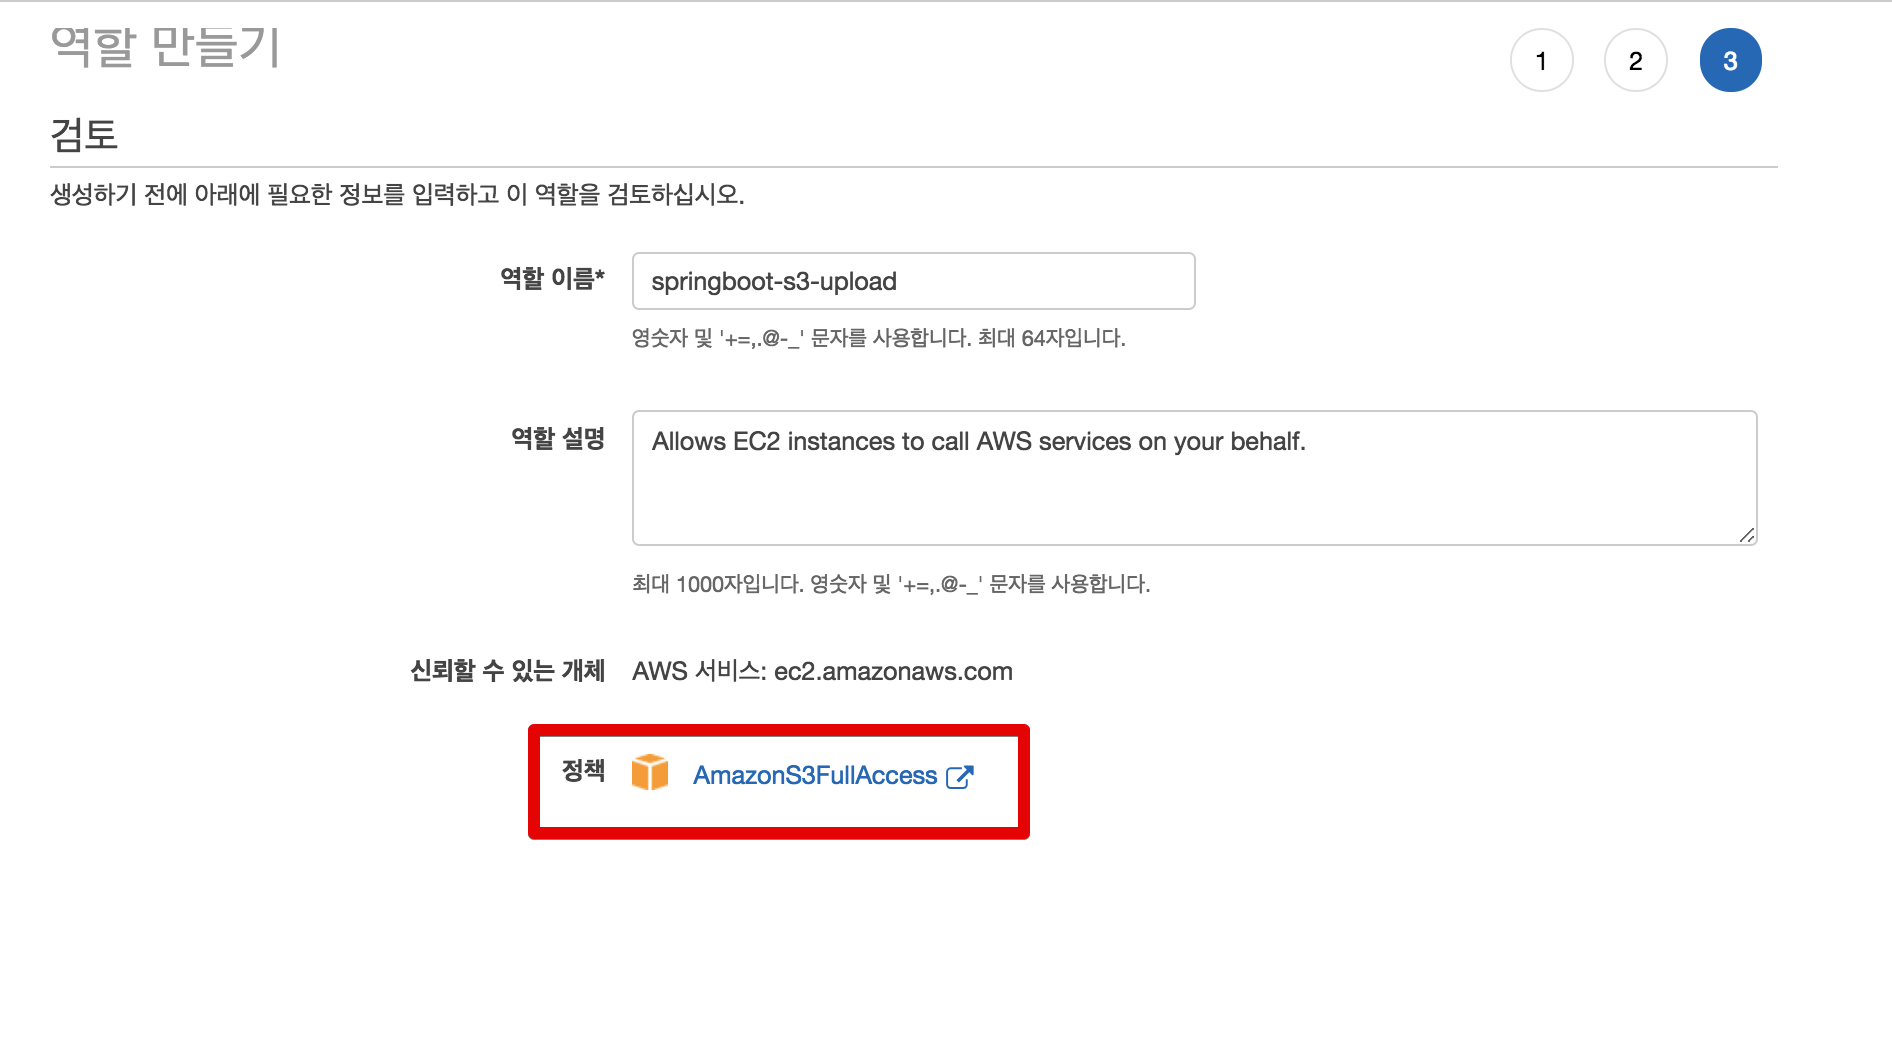 역할 만들기
1 2 3
검토
생성하기 전에 아래에 필요한 정보를 입력하고 이 역할을 검토하십시오.
역할 이름* springboot-s3-upload
영숫자 및 '+=,.@-_' 문자를 사용합니다. 최대 64자입니다.
역할 설명 Allows EC2 instances to call AWS services on your behalf.
최대 1000자입니다. 영숫자 및 '+=,.@-_' 문자를 사용합니다.
신뢰할 수 있는 개체 AWS 서비스: ec2.amazonaws.com
정책 AmazonS3FullAccess